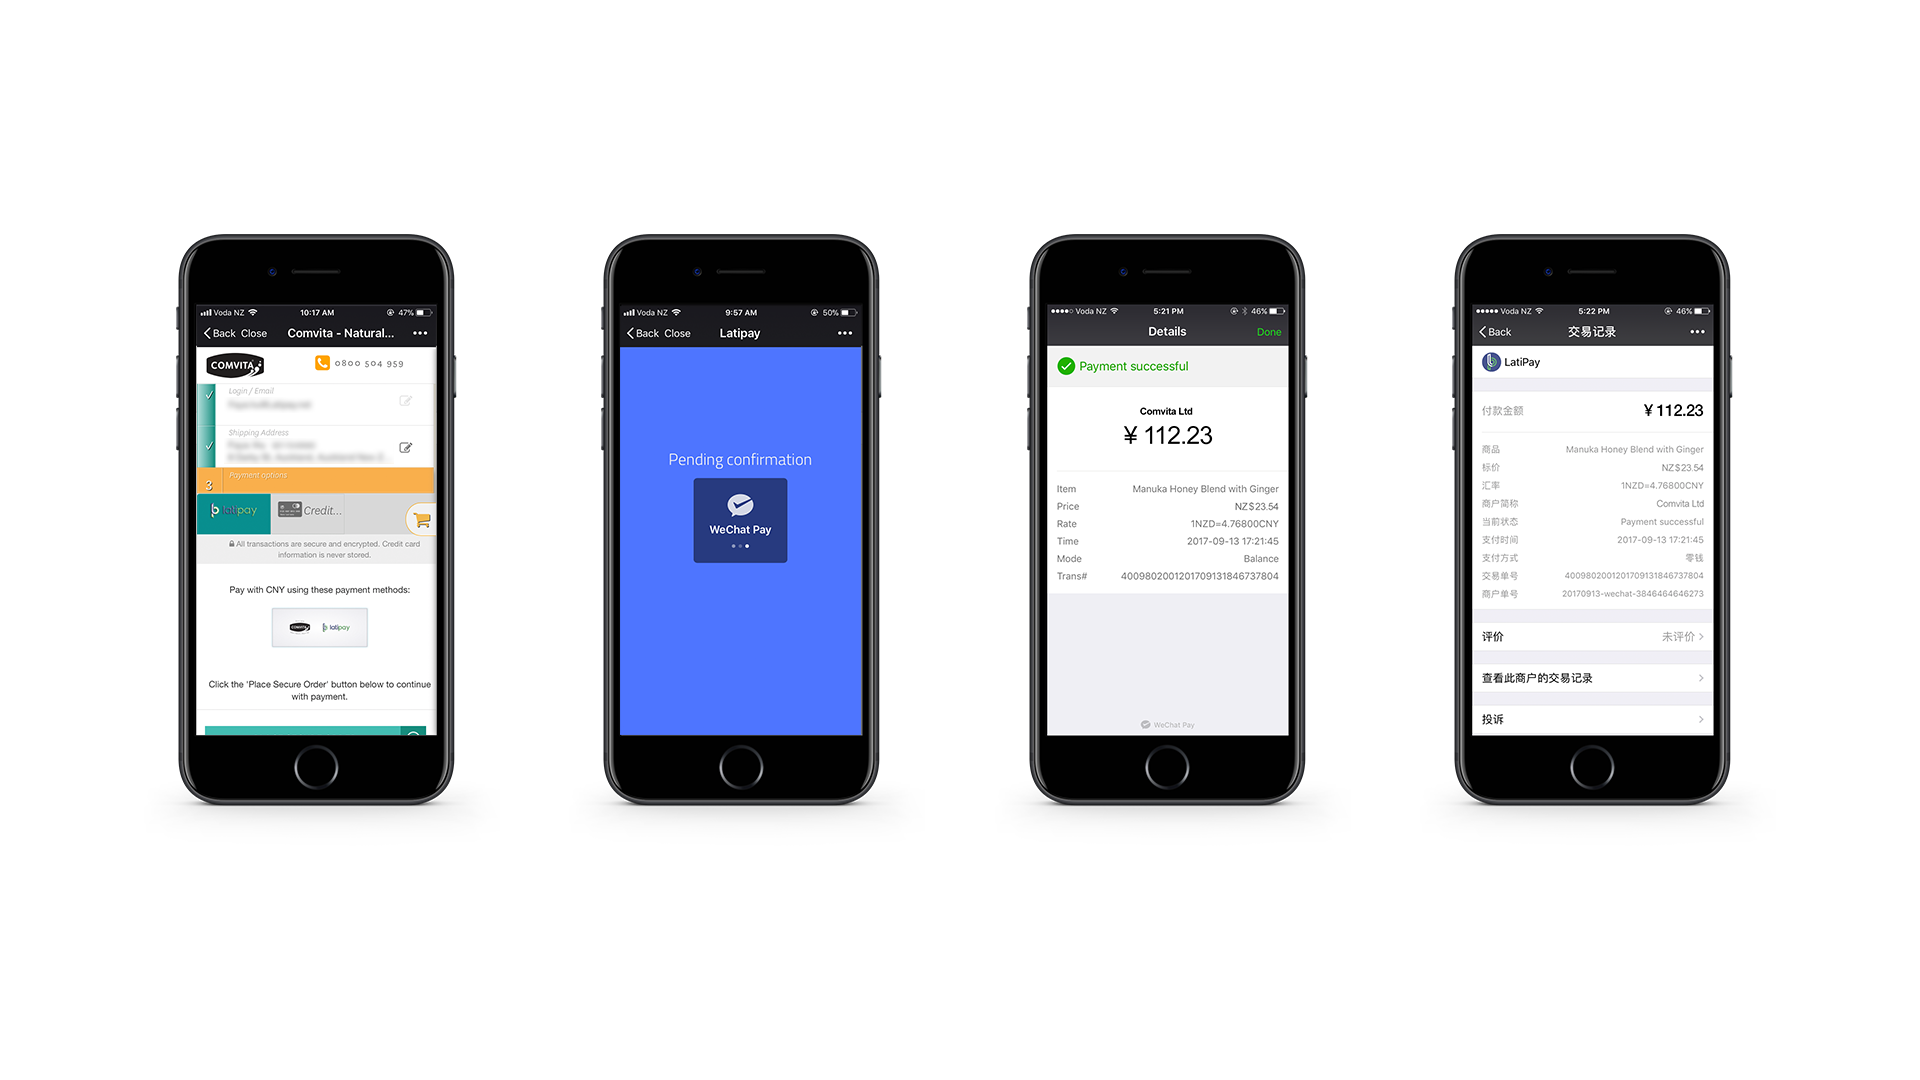 Voda NZ 10:17 AM 47%
Back Close Comvita - Natural... •••
COMVITA 0800 504 959
Login / Email
Shipping Address
3 Payment options
latipay Credit...
All transactions are secure and encrypted. Credit card
information is never stored.
Pay with CNY using these payment methods:
COMVITA latipay
Click the 'Place Secure Order' button below to continue
with payment.
Voda NZ 9:57 AM 50%
Back Close Latipay •••
Pending confirmation
WeChat Pay
Voda NZ 5:21 PM 46%
Details Done
Payment successful
Comvita Ltd
¥ 112.23
Item Manuka Honey Blend with Ginger
Price NZ$23.54
Rate 1NZD=4.76800CNY
Time 2017-09-13 17:21:45
Mode Balance
Trans# 4009802001201709131846737804
WeChat Pay
Voda NZ 5:22 PM 46%
Back 交易记录 •••
LatiPay
付款金额 ¥ 112.23
商品 Manuka Honey Blend with Ginger
标价 NZ$23.54
汇率 1NZD=4.76800CNY
商户简称 Comvita Ltd
当前状态 Payment successful
支付时间 2017-09-13 17:21:45
支付方式 零钱
交易单号 4009802001201709131846737804
商户单号 20170913-wechat-3846464646273
评价 未评价
查看此商户的交易记录
投诉